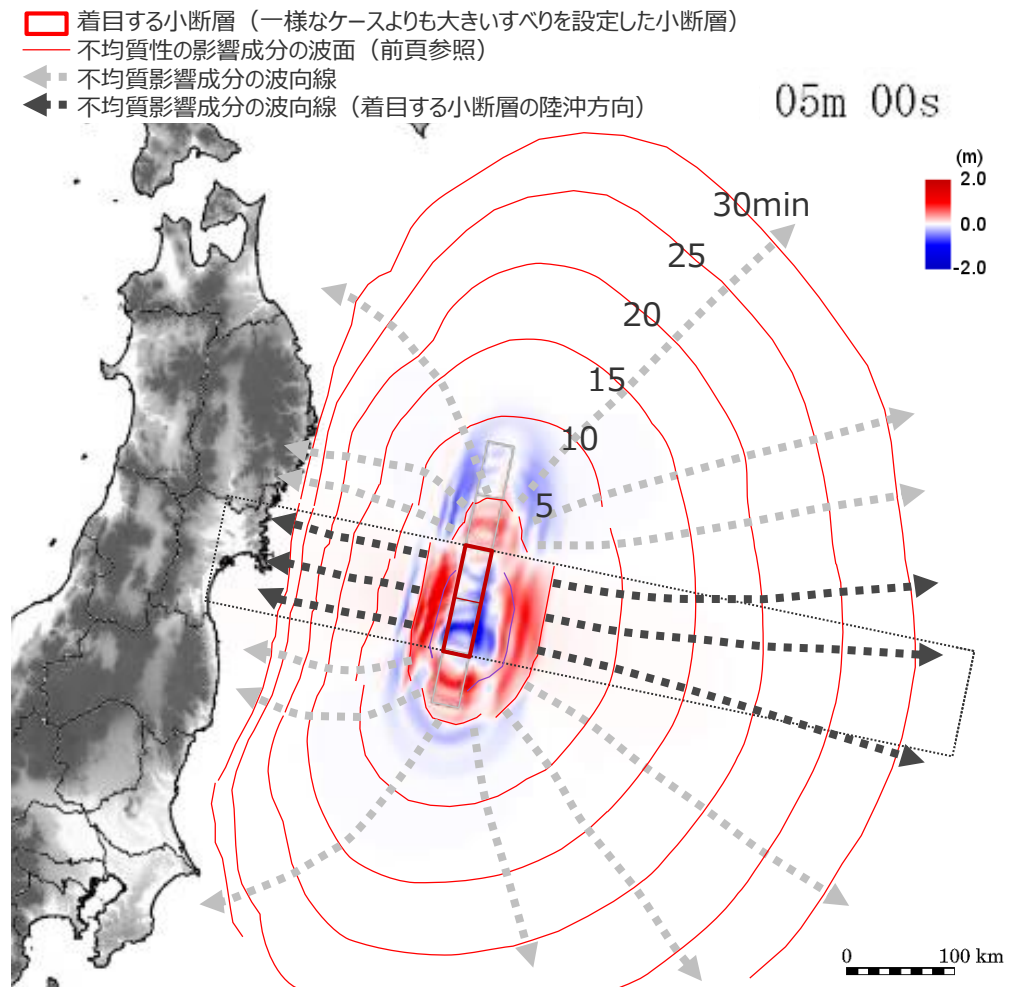 着目する小断層（一様なケースよりも大きいすべりを設定した小断層）
不均質性の影響成分の波面（前頁参照）
不均質影響成分の波向線
不均質影響成分の波向線（着目する小断層の陸沖方向）
05m 00s
(m)
2.0
0.0
-2.0
30min
25
20
15
10
5
0 100 km